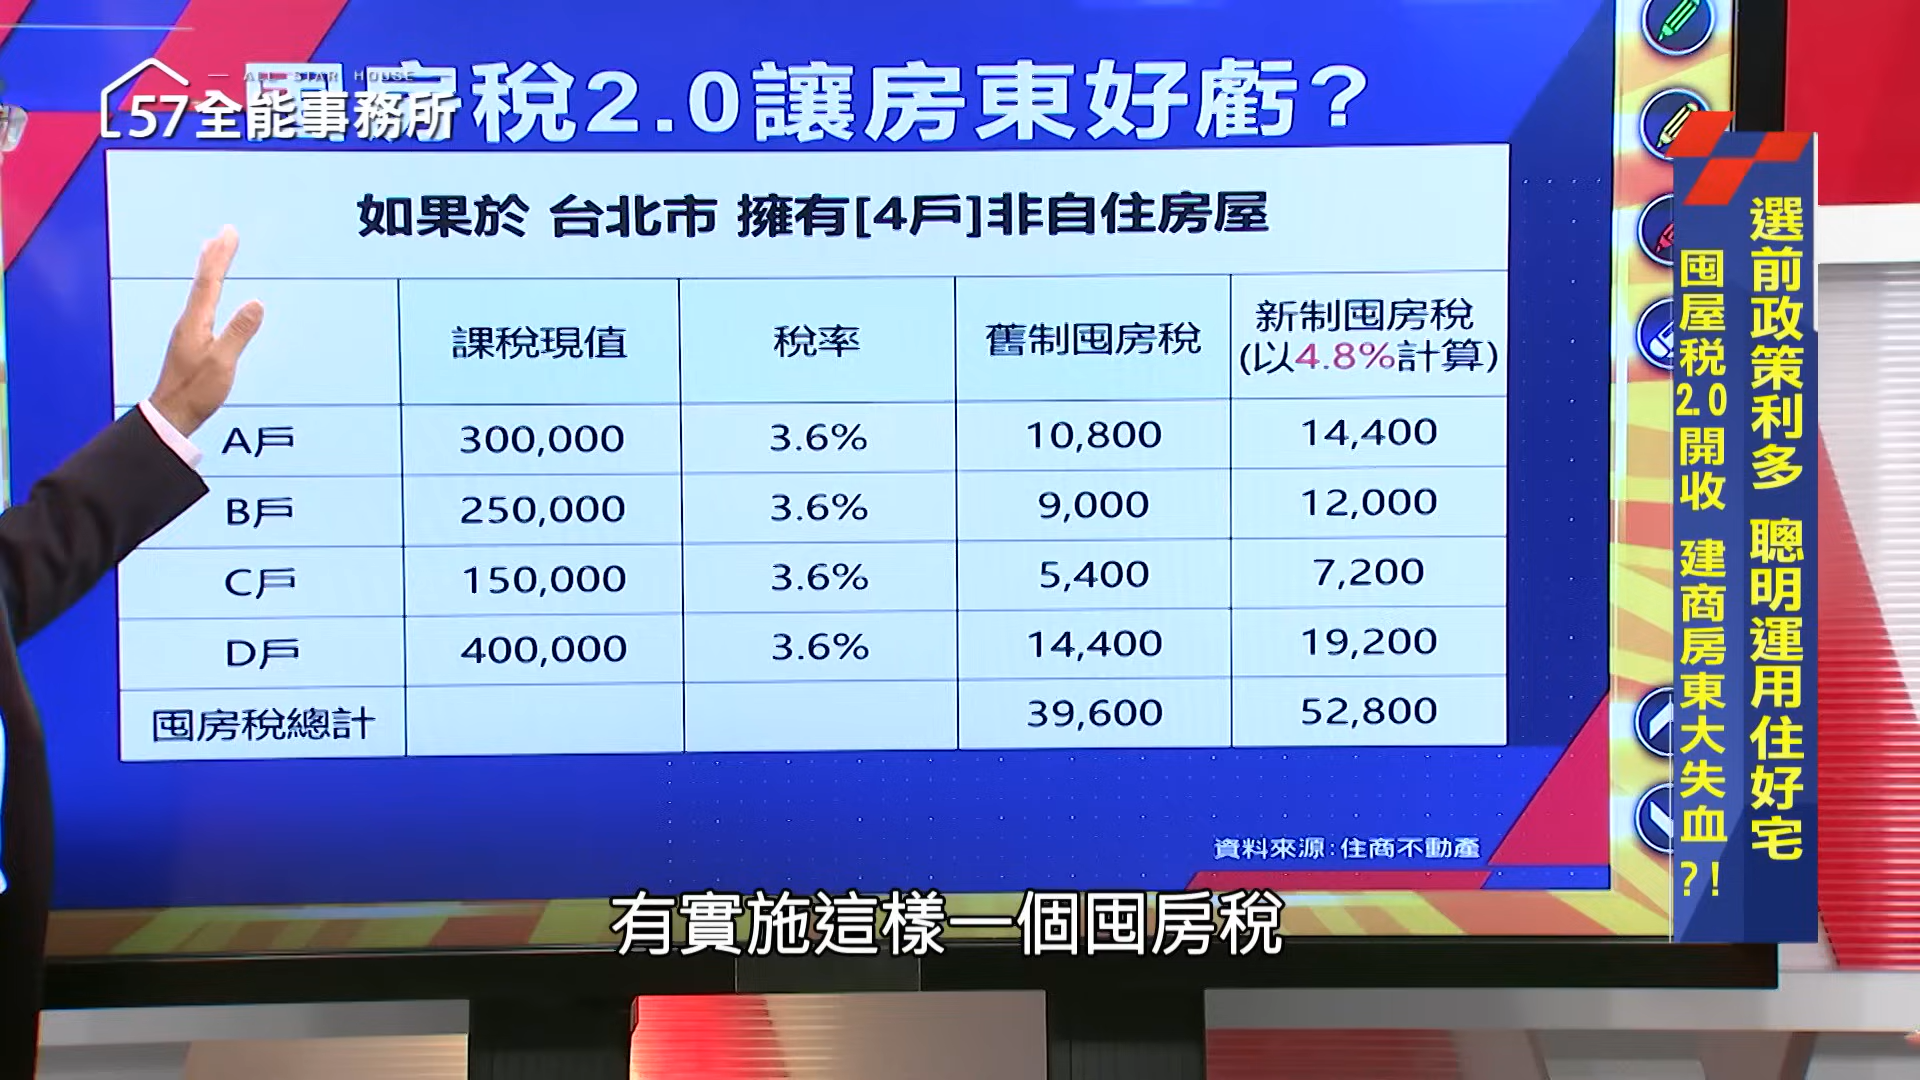 ALL STAR HOUSE
57全能事務所
房稅2.0讓房東好虧?
如果於 台北市 擁有[4戶]非自住房屋
課稅現值 稅率 舊制囤房稅 新制囤房稅
(以4.8%計算)
A戶 300,000 3.6% 10,800 14,400
B戶 250,000 3.6% 9,000 12,000
C戶 150,000 3.6% 5,400 7,200
D戶 400,000 3.6% 14,400 19,200
囤房稅總計 39,600 52,800
資料來源:住商不動產
選前政策利多 聰明運用住好宅
囤屋税2.0開收 建商房東大失血?!
有實施這樣一個囤房稅